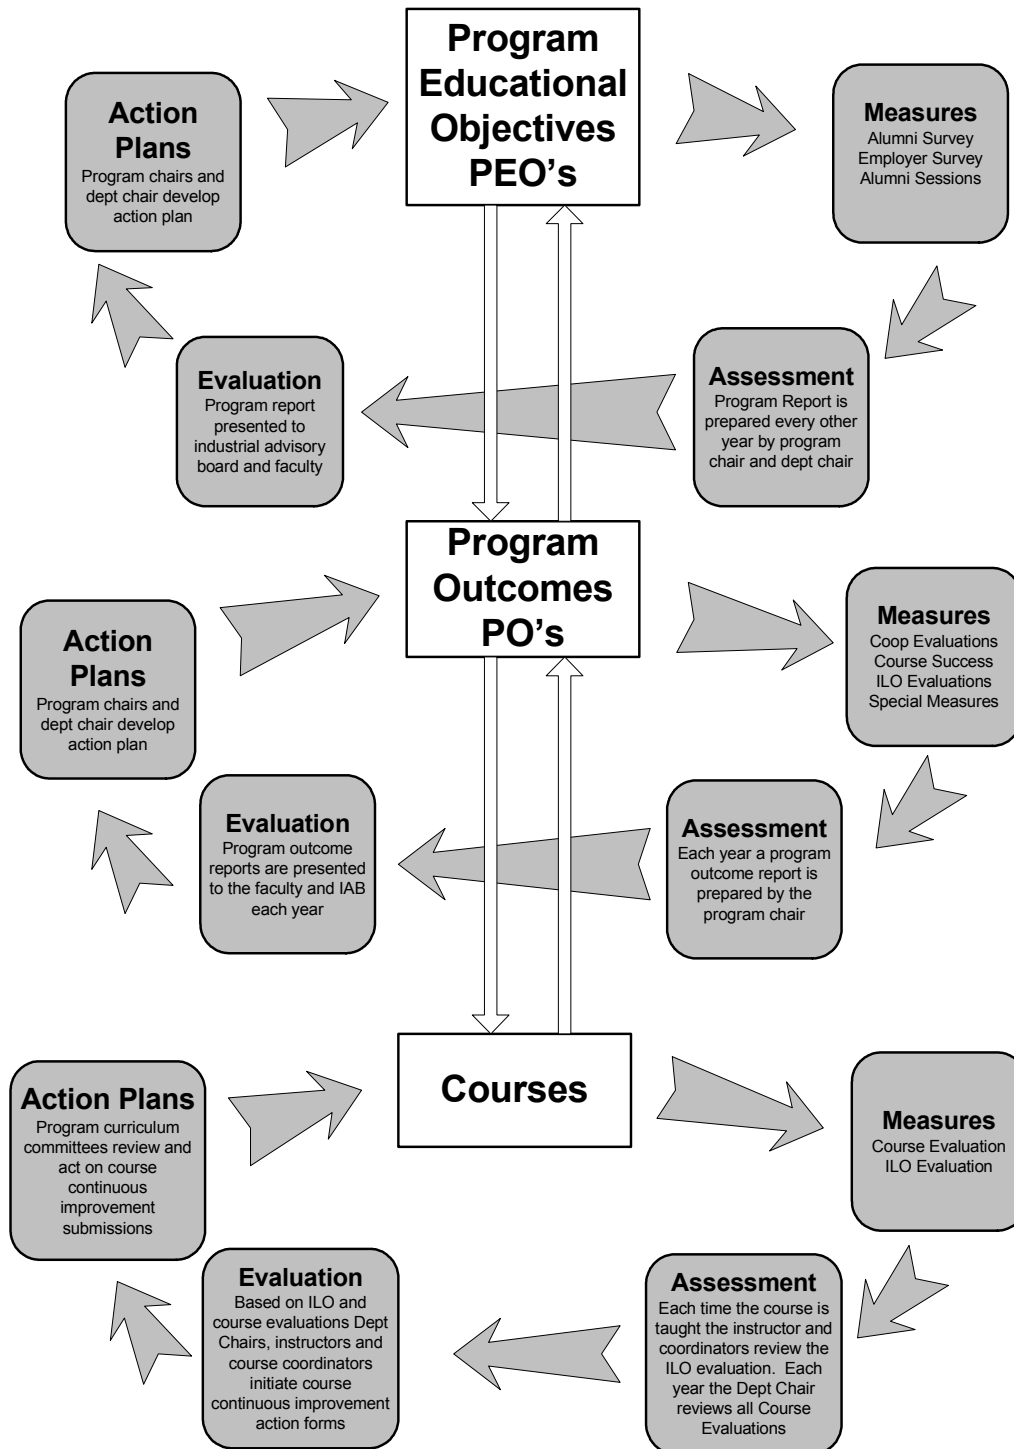 Program
Educational
Objectives
PEO's
Action
Plans
Program chairs and
dept chair develop
action plan
Measures
Alumni Survey
Employer Survey
Alumni Sessions
Evaluation
Program report
presented to
industrial advisory
board and faculty
Assessment
Program Report is
prepared every other
year by program
chair and dept chair
Program
Outcomes
PO's
Action
Plans
Program chairs and
dept chair develop
action plan
Measures
Coop Evaluations
Course Success
ILO Evaluations
Special Measures
Evaluation
Program outcome
reports are presented
to the faculty and IAB
each year
Assessment
Each year a program
outcome report is
prepared by the
program chair
Courses
Action Plans
Program curriculum
committees review and
act on course
continuous
improvement
submissions
Measures
Course Evaluation
ILO Evaluation
Evaluation
Based on ILO and
course evaluations Dept
Chairs, instructors and
course coordinators
initiate course
continuous improvement
action forms
Assessment
Each time the course is
taught the instructor and
coordinators review the
ILO evaluation.  Each
year the Dept Chair
reviews all Course
Evaluations